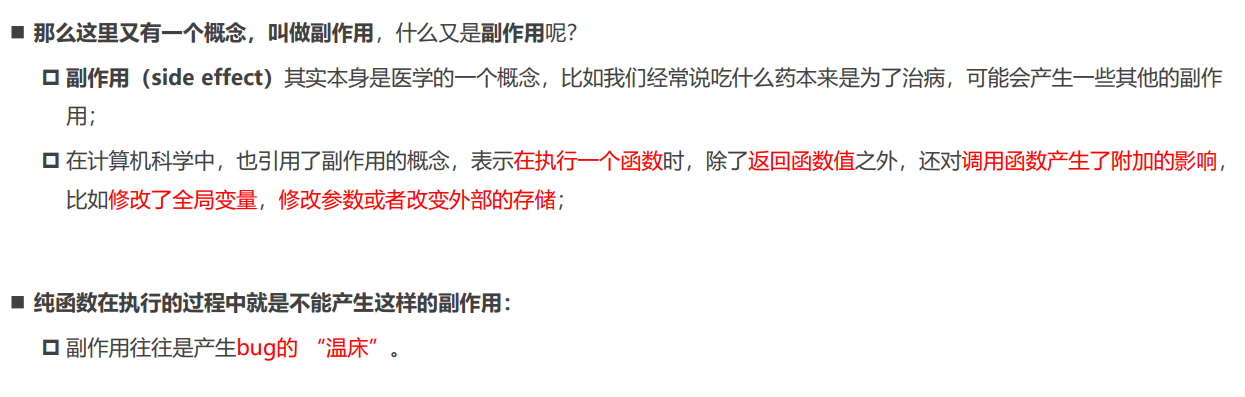 ■ 那么这里又有一个概念，叫做副作用，什么又是副作用呢？
副作用（side effect）其实本身是医学的一个概念，比如我们经常说吃什么药本来是为了治病，可能会产生一些其他的副作
用；
在计算机科学中，也引用了副作用的概念，表示在执行一个函数时，除了返回函数值之外，还对调用函数产生了附加的影响，
比如修改了全局变量，修改参数或者改变外部的存储；
■ 纯函数在执行的过程中就是不能产生这样的副作用：
副作用往往是产生bug的 “温床”。